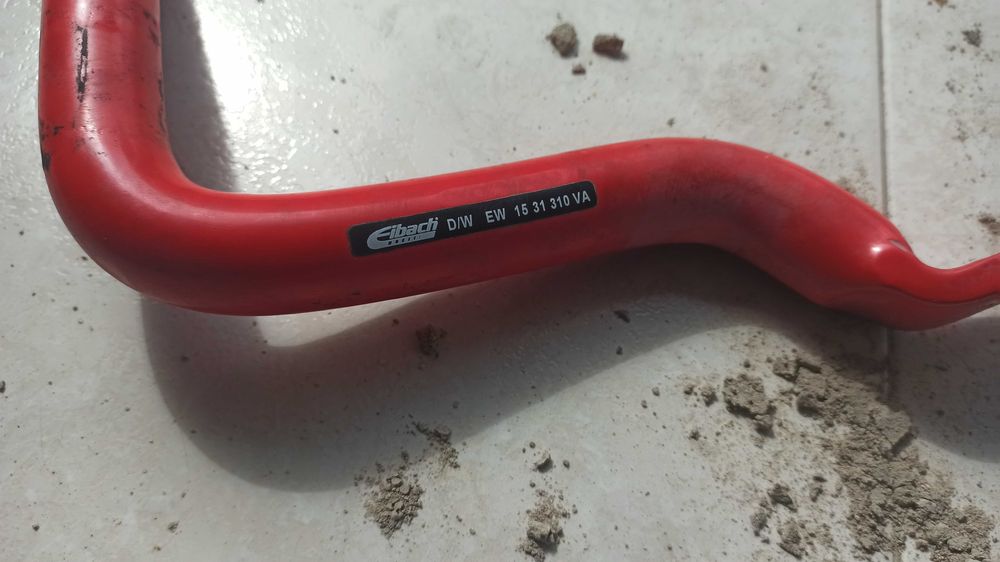 Eibach D/W EW 15 31 310 VA